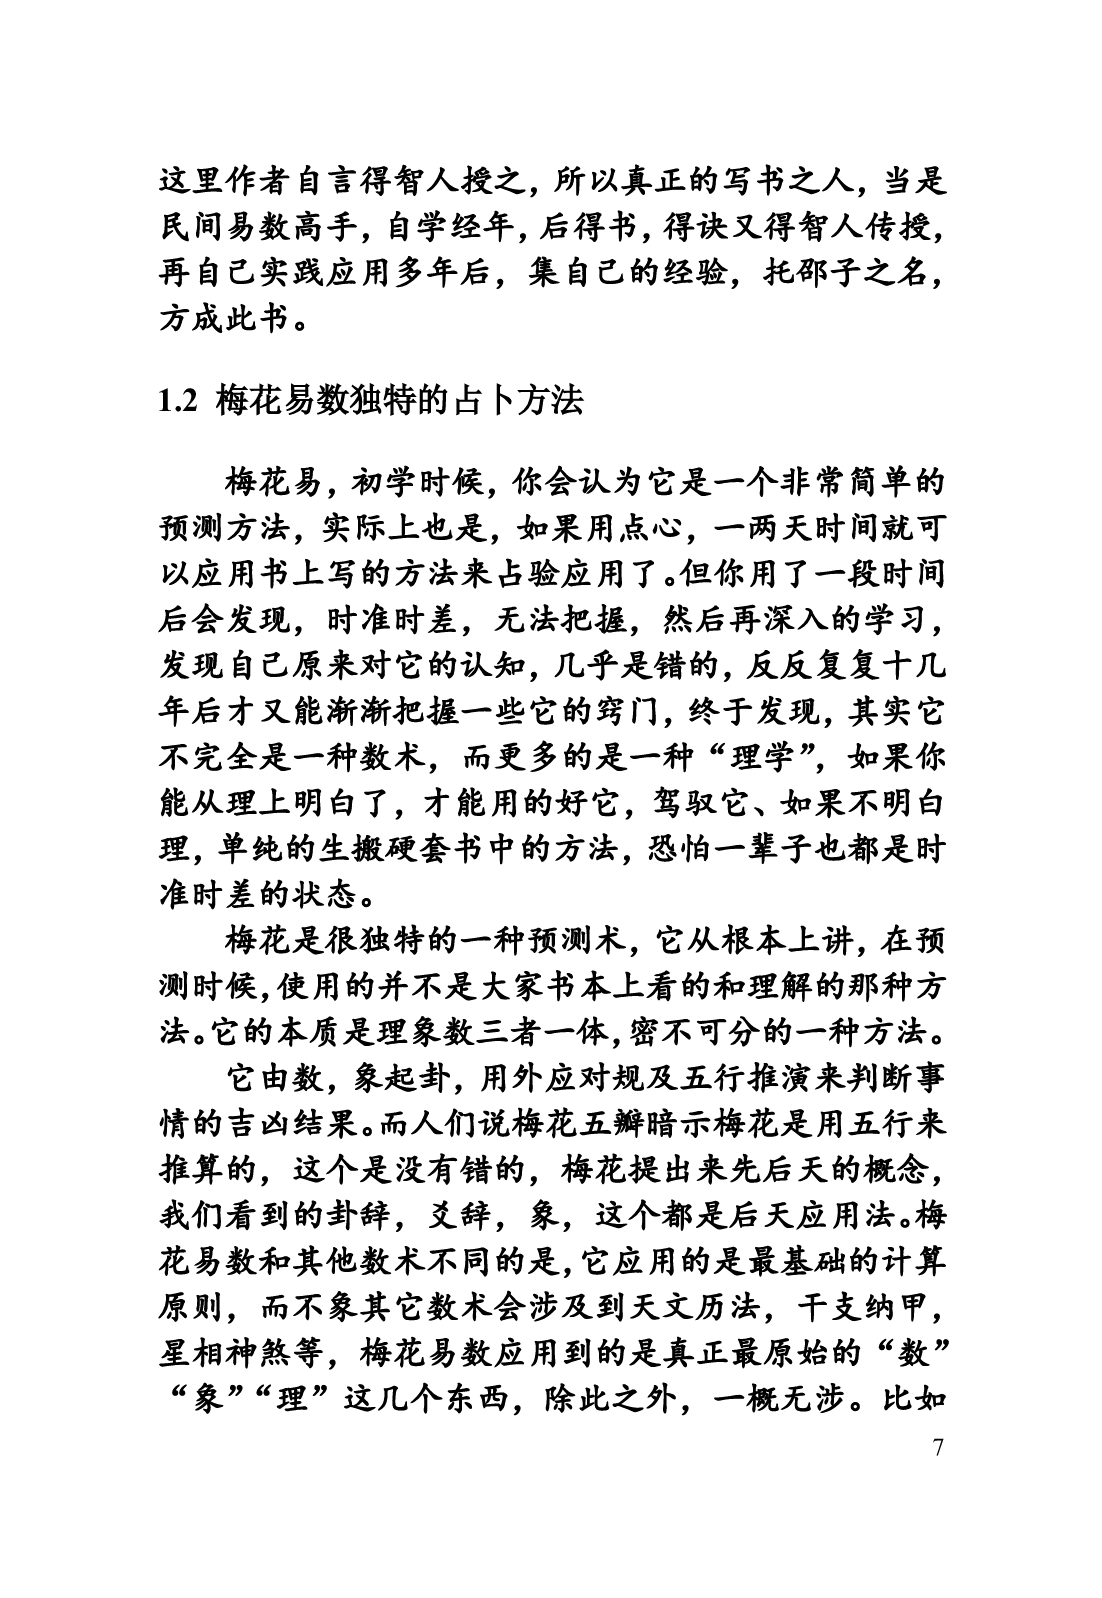 这里作者自言得智人授之，所以真正的写书之人，当是
民间易数高手，自学经年，后得书，得诀又得智人传授，
再自己实践应用多年后，集自己的经验，托邵子之名，
方成此书。
1.2 梅花易数独特的占卜方法
梅花易，初学时候，你会认为它是一个非常简单的
预测方法，实际上也是，如果用点心，一两天时间就可
以应用书上写的方法来占验应用了。但你用了一段时间
后会发现，时准时差，无法把握，然后再深入的学习，
发现自己原来对它的认知，几乎是错的，反反复复十几
年后才又能渐渐把握一些它的窍门，终于发现，其实它
不完全是一种数术，而更多的是一种“理学”，如果你
能从理上明白了，才能用的好它，驾驭它、如果不明白
理，单纯的生搬硬套书中的方法，恐怕一辈子也都是时
准时差的状态。
梅花是很独特的一种预测术，它从根本上讲，在预
测时候，使用的并不是大家书本上看的和理解的那种方
法。它的本质是理象数三者一体，密不可分的一种方法。
它由数，象起卦，用外应对规及五行推演来判断事
情的吉凶结果。而人们说梅花五瓣暗示梅花是用五行来
推算的，这个是没有错的，梅花提出来先后天的概念，
我们看到的卦辞，爻辞，象，这个都是后天应用法。梅
花易数和其他数术不同的是，它应用的是最基础的计算
原则，而不象其它数术会涉及到天文历法，干支纳甲，
星相神煞等，梅花易数应用到的是真正最原始的“数”
“象”“理”这几个东西，除此之外，一概无涉。比如
7